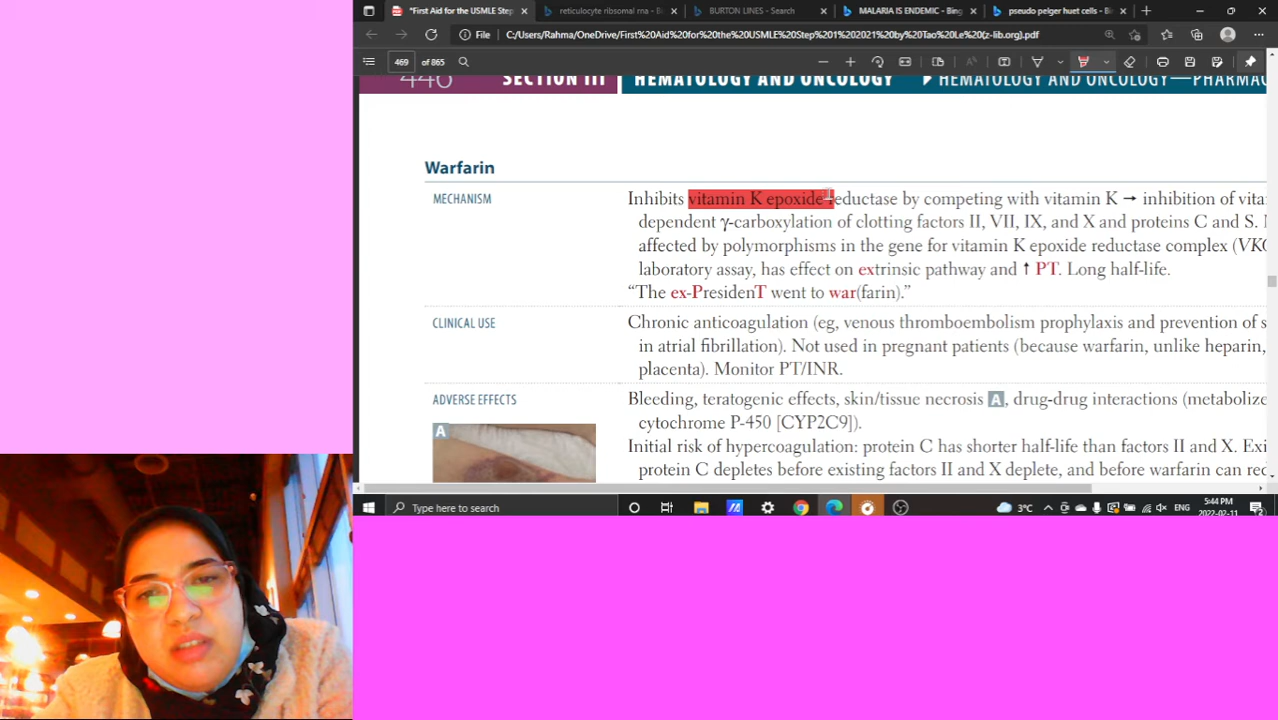 "First Aid for the USMLE Step
reticulocyte ribsomal rna - Bi
BURTON LINES - Search
MALARIA IS ENDEMIC - Bing
pseudo pelger huet cells - Bin
File
C:/Users/Rahma/OneDrive/First%20Aid%20for%20the%20USMLE%20Step%201%202021%20by%20Tao%20Le%20(z-lib.org).pdf
469 of 865
446 SECTION III HEMATOLOGY AND ONCOLOGY HEMATOLOGY AND ONCOLOGY—PHARMAC
Warfarin
MECHANISM
Inhibits vitamin K epoxide reductase by competing with vitamin K → inhibition of vita
dependent γ-carboxylation of clotting factors II, VII, IX, and X and proteins C and S.
affected by polymorphisms in the gene for vitamin K epoxide reductase complex (VKO
laboratory assay, has effect on extrinsic pathway and ↑ PT. Long half-life.
"The ex-PresidenT went to war(farin)."
CLINICAL USE
Chronic anticoagulation (eg, venous thromboembolism prophylaxis and prevention of s
in atrial fibrillation). Not used in pregnant patients (because warfarin, unlike heparin,
placenta). Monitor PT/INR.
ADVERSE EFFECTS
Bleeding, teratogenic effects, skin/tissue necrosis A, drug-drug interactions (metabolize
cytochrome P-450 [CYP2C9]).
A
Initial risk of hypercoagulation: protein C has shorter half-life than factors II and X. Exi
protein C depletes before existing factors II and X deplete, and before warfarin can red
Type here to search
3°C
ENG
5:44 PM
2022-02-11